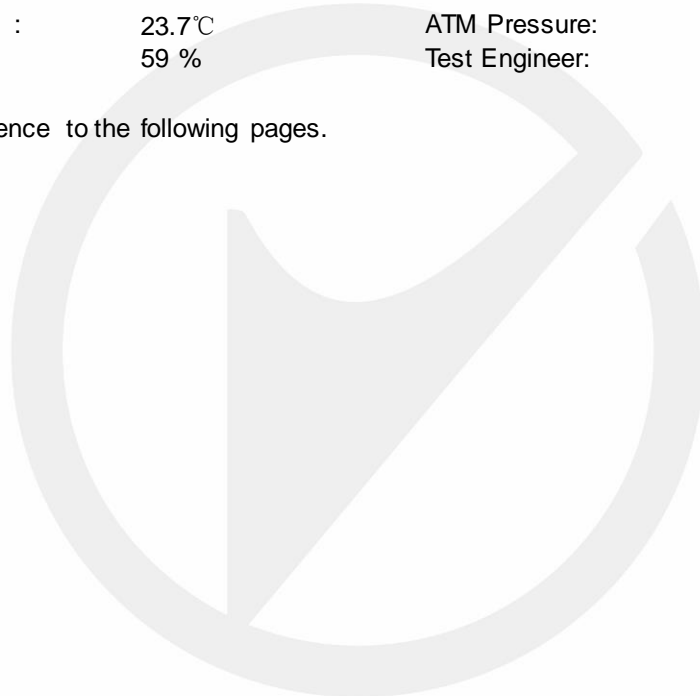 : 23.7℃ ATM Pressure:
59 % Test Engineer:
ence to the following pages.